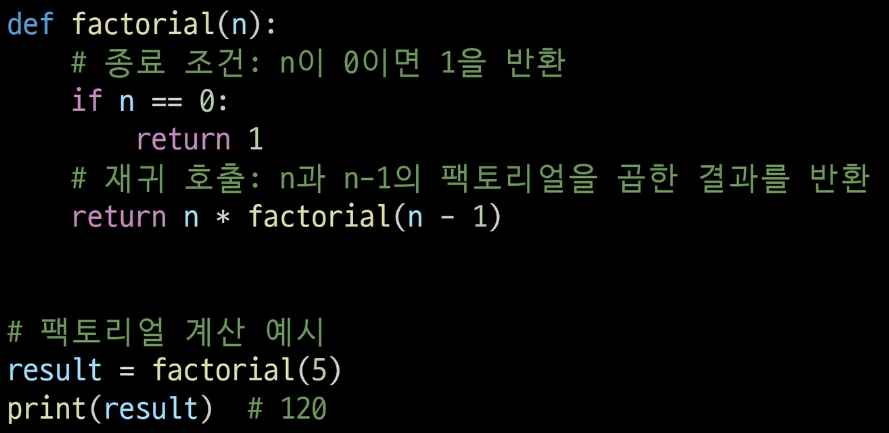 def factorial(n):
    # 종료 조건: n이 0이면 1을 반환
    if n == 0:
        return 1
    # 재귀 호출: n과 n-1의 팩토리얼을 곱한 결과를 반환
    return n * factorial(n - 1)
# 팩토리얼 계산 예시
result = factorial(5)
print(result)  # 120